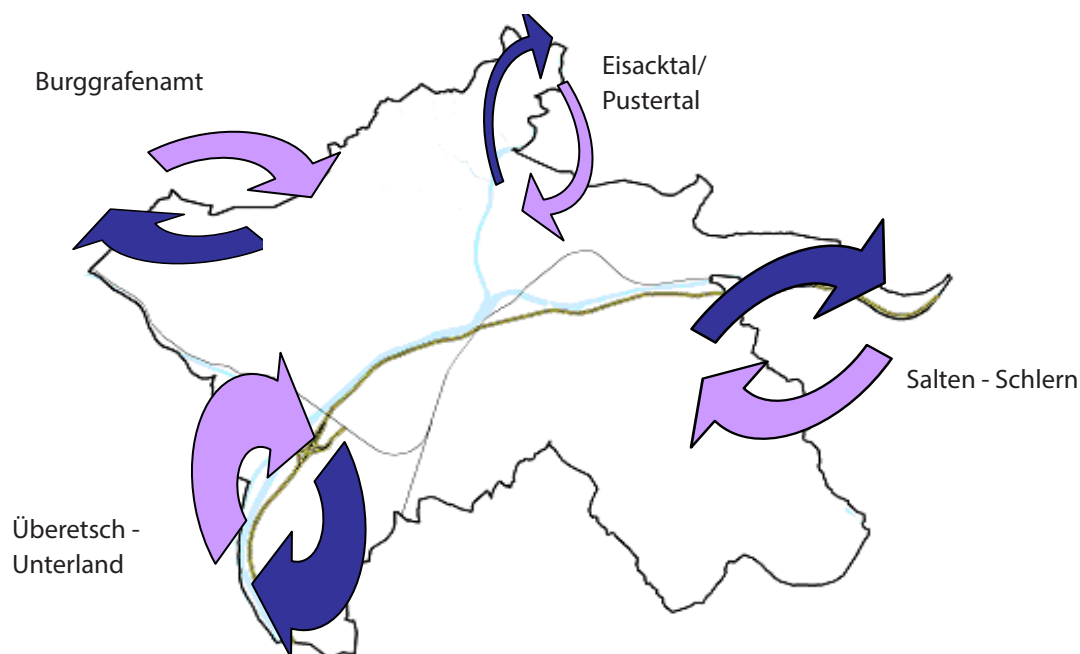 Burggrafenamt
Eisacktal/
Pustertal
Salten - Schlern
Überetsch -
Unterland